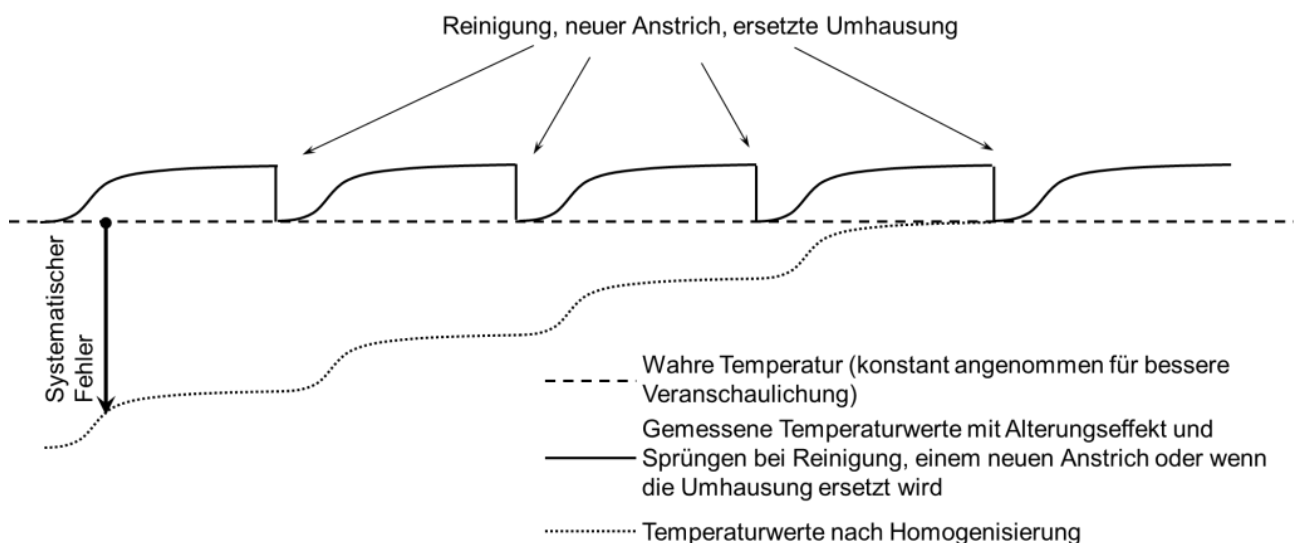 Reinigung, neuer Anstrich, ersetzte Umhausung
Systematischer
Fehler
Wahre Temperatur (konstant angenommen für bessere
Veranschaulichung)
Gemessene Temperaturwerte mit Alterungseffekt und
Sprüngen bei Reinigung, einem neuen Anstrich oder wenn
die Umhausung ersetzt wird
Temperaturwerte nach Homogenisierung